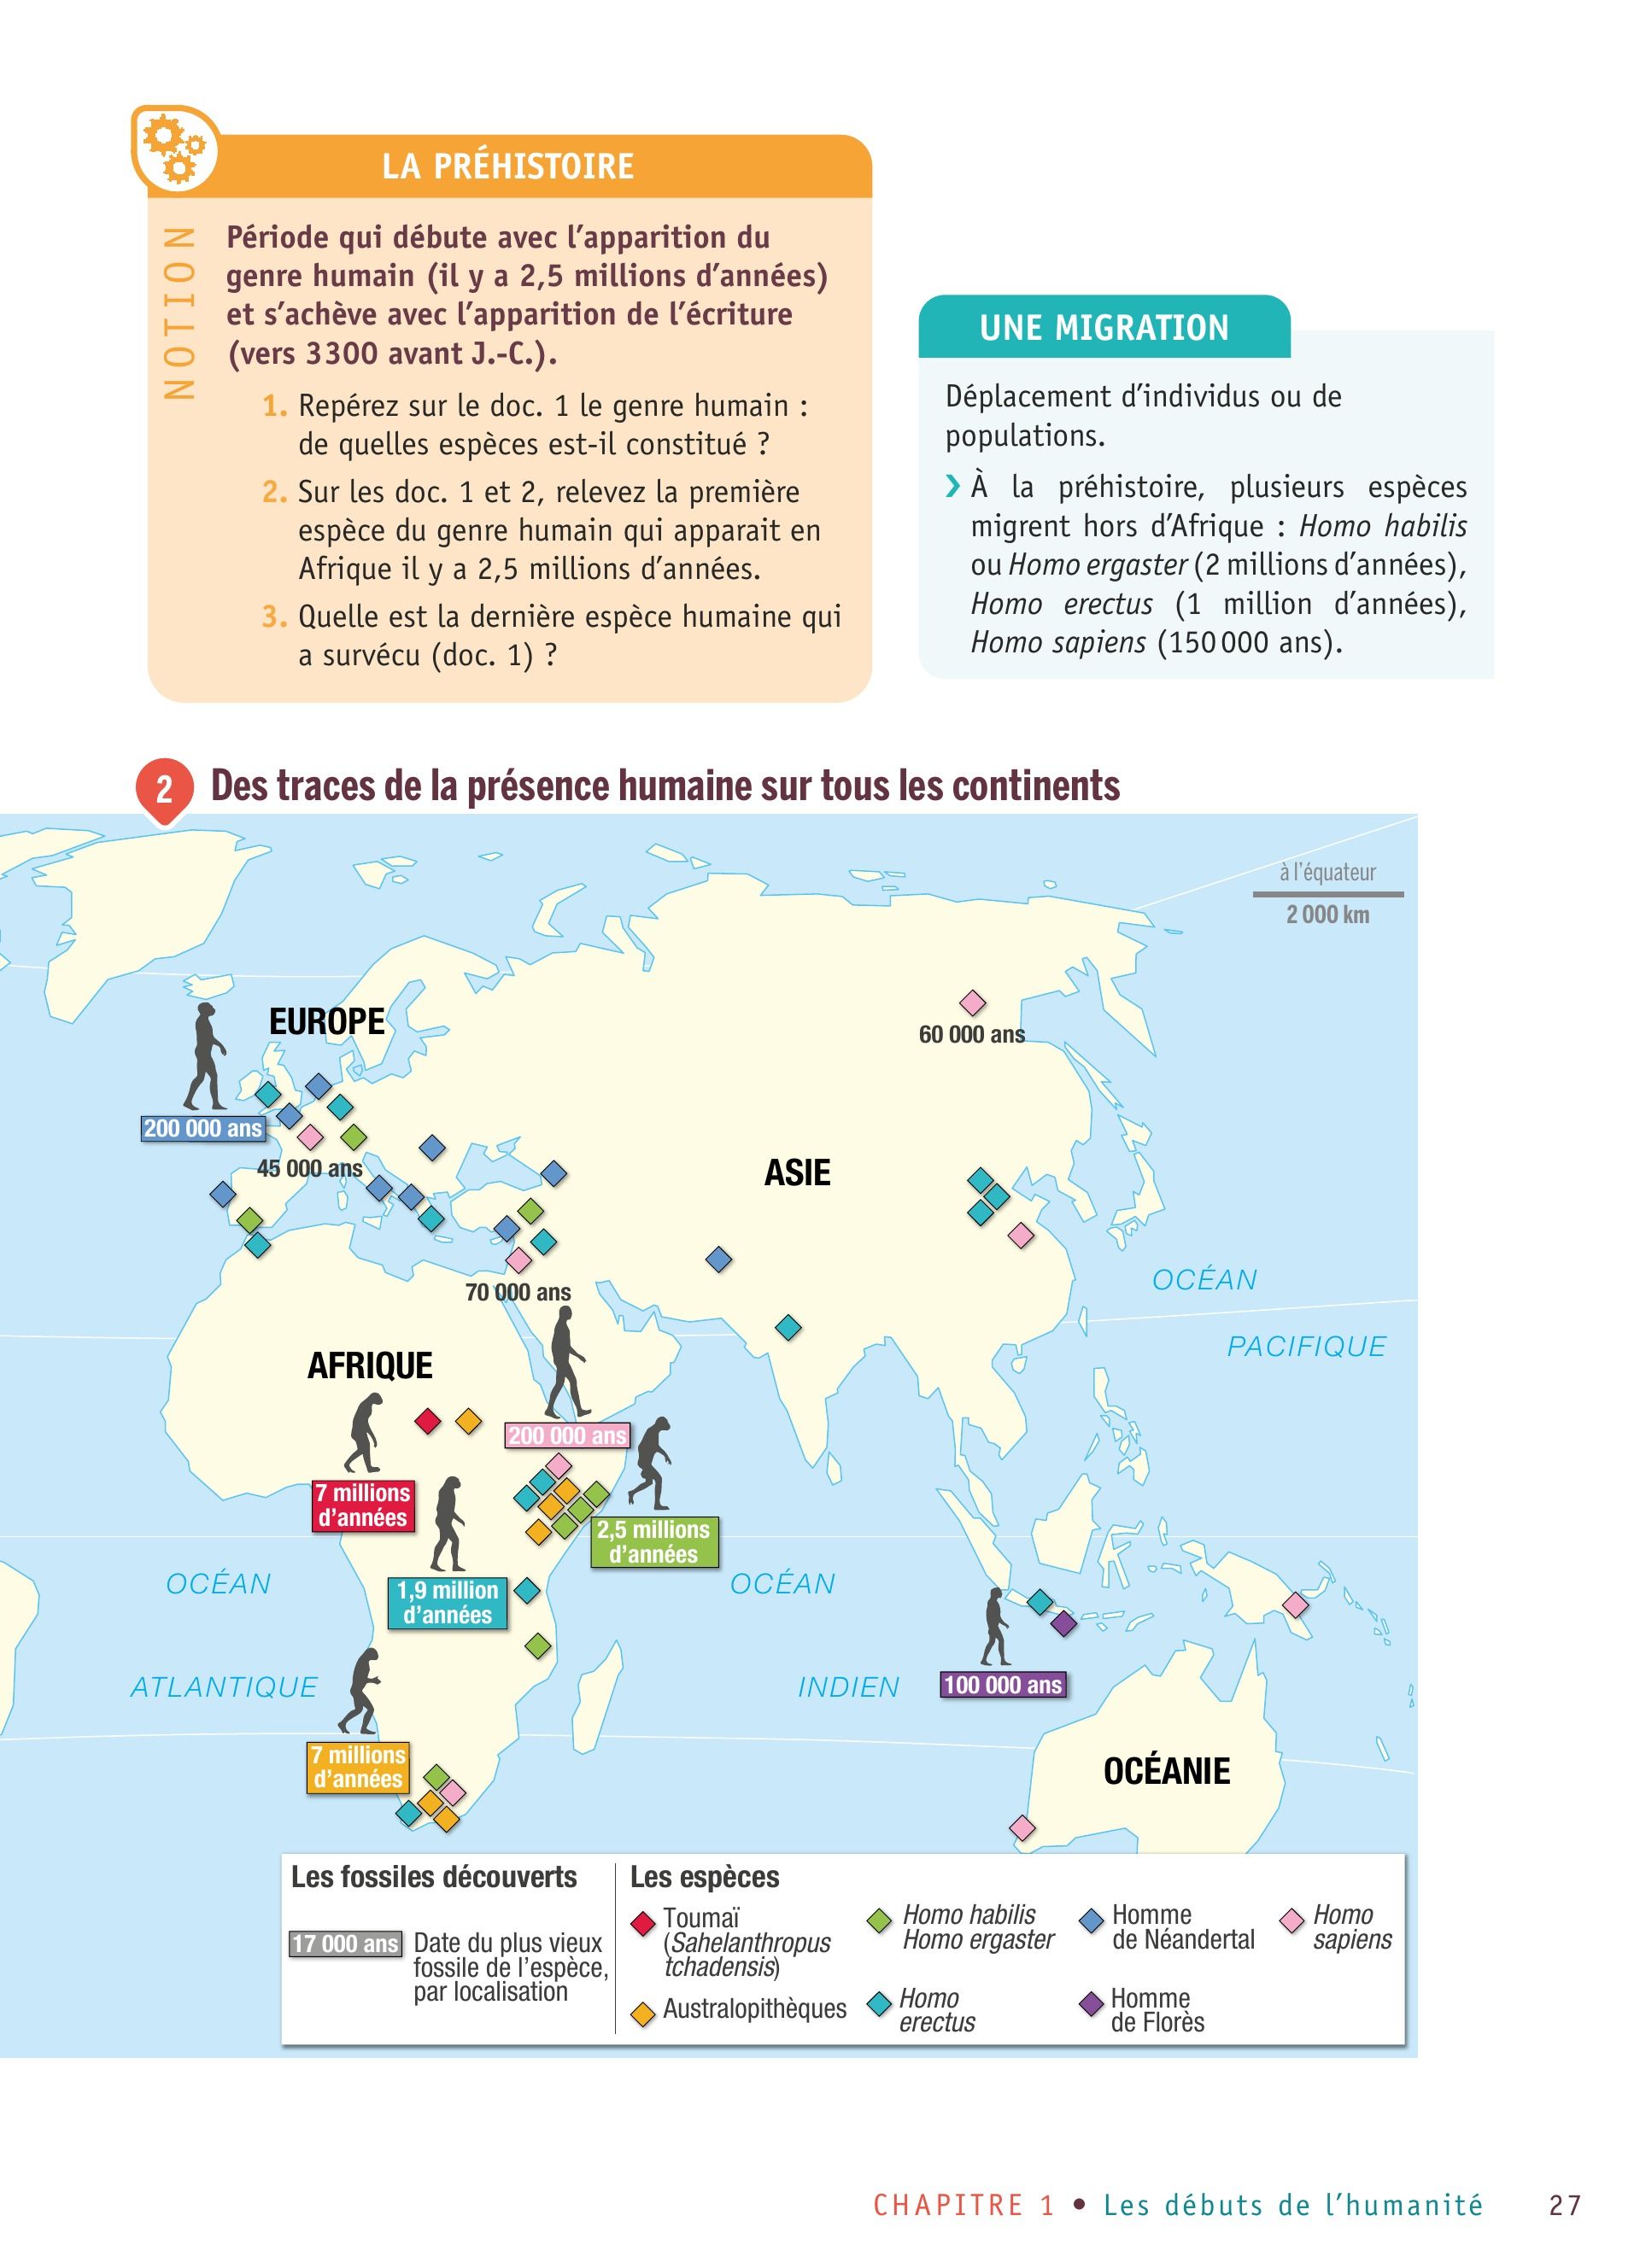 LA PRÉHISTOIRE
NOTION
Période qui débute avec l’apparition du
genre humain (il y a 2,5 millions d’années)
et s’achève avec l’apparition de l’écriture
(vers 3 300 avant J.-C.).
1. Repérez sur le doc. 1 le genre humain :
de quelles espèces est-il constitué ?
2. Sur les doc. 1 et 2, relevez la première
espèce du genre humain qui apparait en
Afrique il y a 2,5 millions d’années.
3. Quelle est la dernière espèce humaine qui
a survécu (doc. 1) ?
UNE MIGRATION
Déplacement d’individus ou de
populations.
› À la préhistoire, plusieurs espèces
migrent hors d’Afrique : Homo habilis
ou Homo ergaster (2 millions d’années),
Homo erectus (1 million d’années),
Homo sapiens (150 000 ans).
2 Des traces de la présence humaine sur tous les continents
à l’équateur
2 000 km
EUROPE
60 000 ans
200 000 ans
45 000 ans
ASIE
70 000 ans
OCÉAN
PACIFIQUE
AFRIQUE
200 000 ans
7 millions
d’années
2,5 millions
d’années
1,9 million
d’années
OCÉAN
ATLANTIQUE
OCÉAN
INDIEN
100 000 ans
7 millions
d’années
OCÉANIE
Les fossiles découverts
17 000 ans
Date du plus vieux
fossile de l’espèce,
par localisation
Les espèces
Toumaï
(Sahelanthropus
tchadensis)
Australopithèques
Homo habilis
Homo ergaster
Homo
erectus
Homme
de Néandertal
Homme
de Florès
Homo
sapiens
CHAPITRE 1 • Les débuts de l’humanité 27